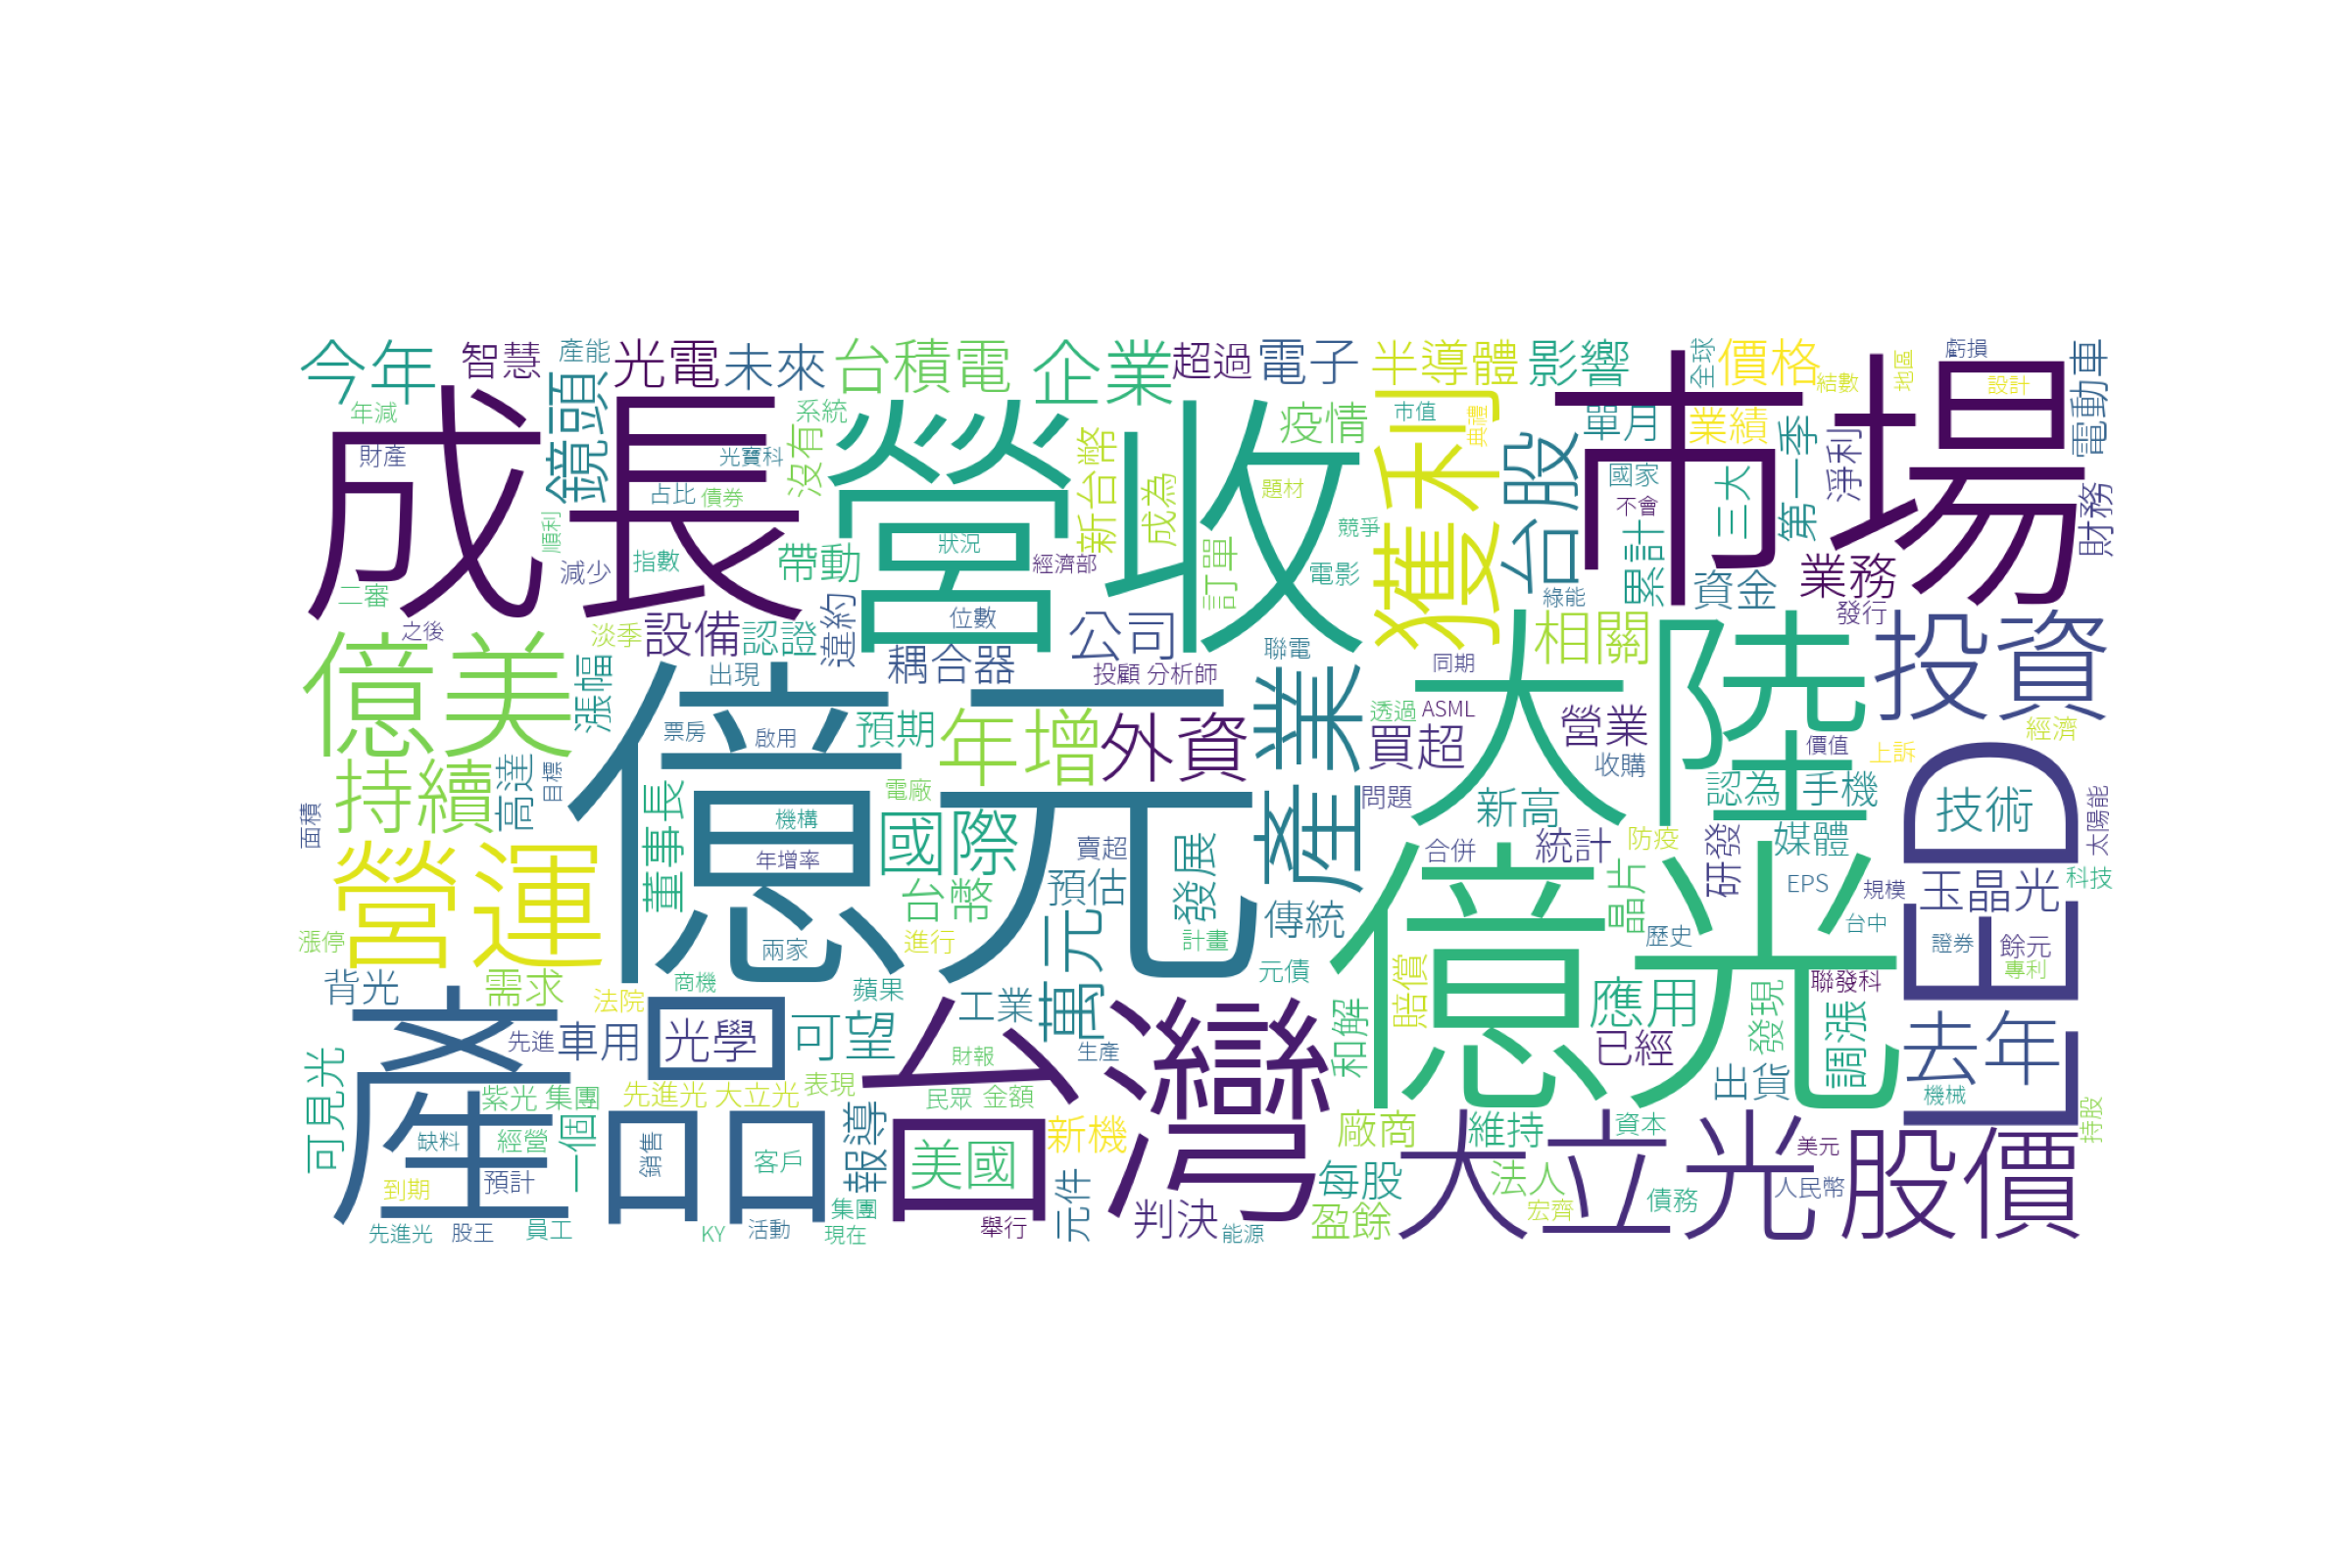 今年
智慧
產能
光電
未來
台積電
企業
超過
電子
半導體
影響
全球
價格
結數
地區
虧損
設計
電動車
年減
成長
鏡頭
財產
光寶科
系統
沒有
營收
新台幣
成為
疫情
題材
獲利
市值
典禮
台股
單月
國家
不會
業績
三大
第一季
淨利
市場
財務
占比
債券
順利
減少
指數
帶動
狀況
經濟部
訂單
競爭
電影
綠能
累計
資金
業務
發行
二審
之後
淡季
設備
認證
違約
位數
公司
聯電
同期
相關
大陸
投資
億美
漲幅
出現
耦合器
投顧
分析師
產業
透過
ASML
買超
營業
收購
價值
上訴
經濟
票房
啟用
預期
年增
外資
億元
持續
高達
目標
面積
董事長
電廠
機構
年增率
國際
賣超
發展
問題
新高
認為
手機
技術
太陽能
LED
營運
台幣
預估
傳統
統計
合併
防疫
晶片
研發
媒體
EPS
規模
玉晶光
科技
漲停
兩家
進行
計畫
萬元
元債
億光
歷史
台中
證券
餘元
專利
背光
需求
法院
商機
蘋果
工業
賠償
應用
聯發科
產品
先進
車用
光學
可望
財報
台灣
生產
和解
已經
發現
調漲
去年
可見光
紫光
集團
先進光
大立光
表現
民眾
金額
出貨
機械
持股
缺料
經營
一個
銷售
客戶
報導
美國
新機
廠商
維持
資本
美元
大立光
股價
到期
預計
集團
元件
判決
每股
法人
宏齊
債務
人民幣
先進光
股王
員工
KY
活動
現在
舉行
能源
盈餘